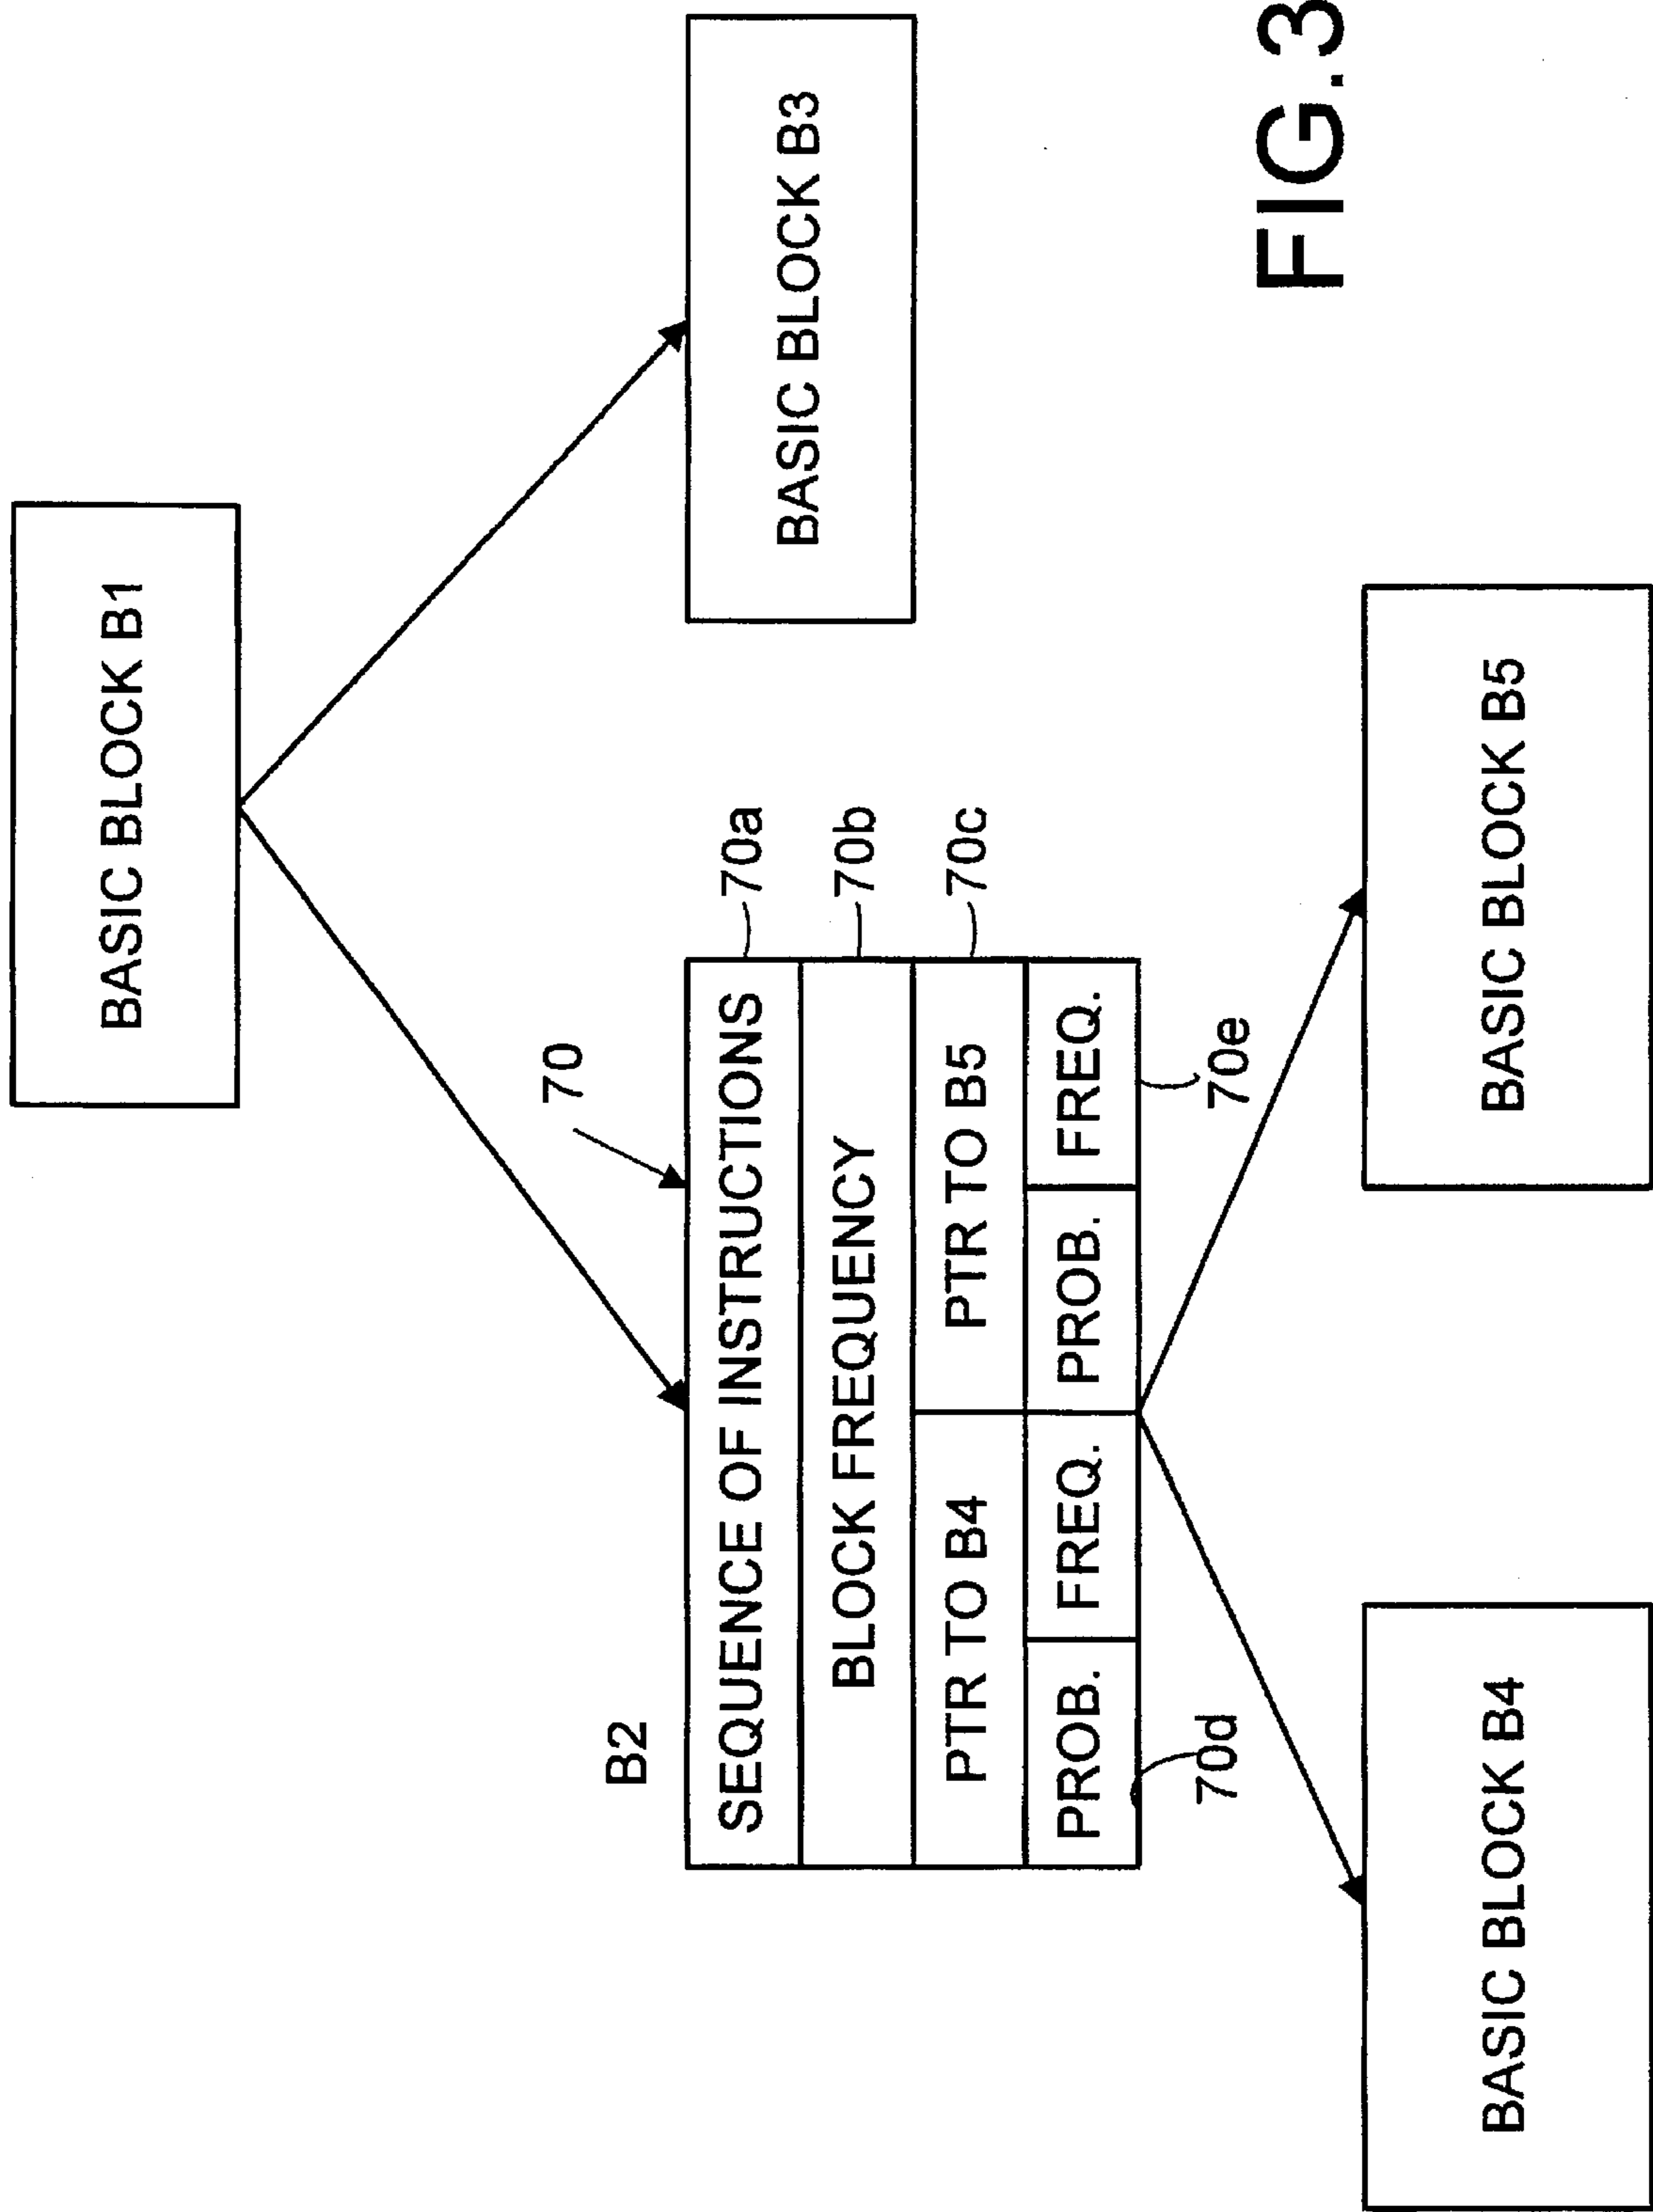 BASIC BLOCK B1
BASIC BLOCK B3
B2
70
SEQUENCE OF INSTRUCTIONS
70a
BLOCK FREQUENCY
70b
PTR TO B4
PTR TO B5
70c
PROB.
FREQ.
PROB.
FREQ.
70d
70e
BASIC BLOCK B4
BASIC BLOCK B5
FIG.3